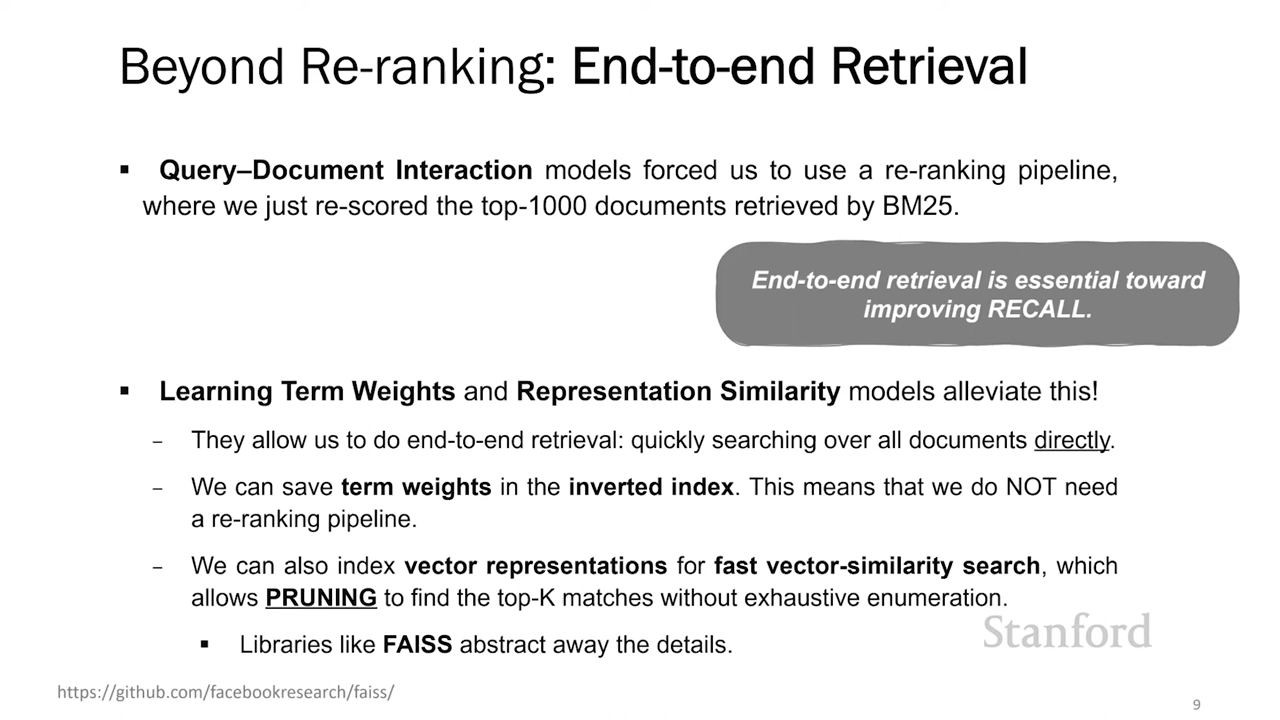 Beyond Re-ranking: End-to-end Retrieval
▪ Query–Document Interaction models forced us to use a re-ranking pipeline,
where we just re-scored the top-1000 documents retrieved by BM25.
End-to-end retrieval is essential toward
improving RECALL.
▪ Learning Term Weights and Representation Similarity models alleviate this!
– They allow us to do end-to-end retrieval: quickly searching over all documents directly.
– We can save term weights in the inverted index. This means that we do NOT need
a re-ranking pipeline.
– We can also index vector representations for fast vector-similarity search, which
allows PRUNING to find the top-K matches without exhaustive enumeration.
▪ Libraries like FAISS abstract away the details.
Stanford
https://github.com/facebookresearch/faiss/
9